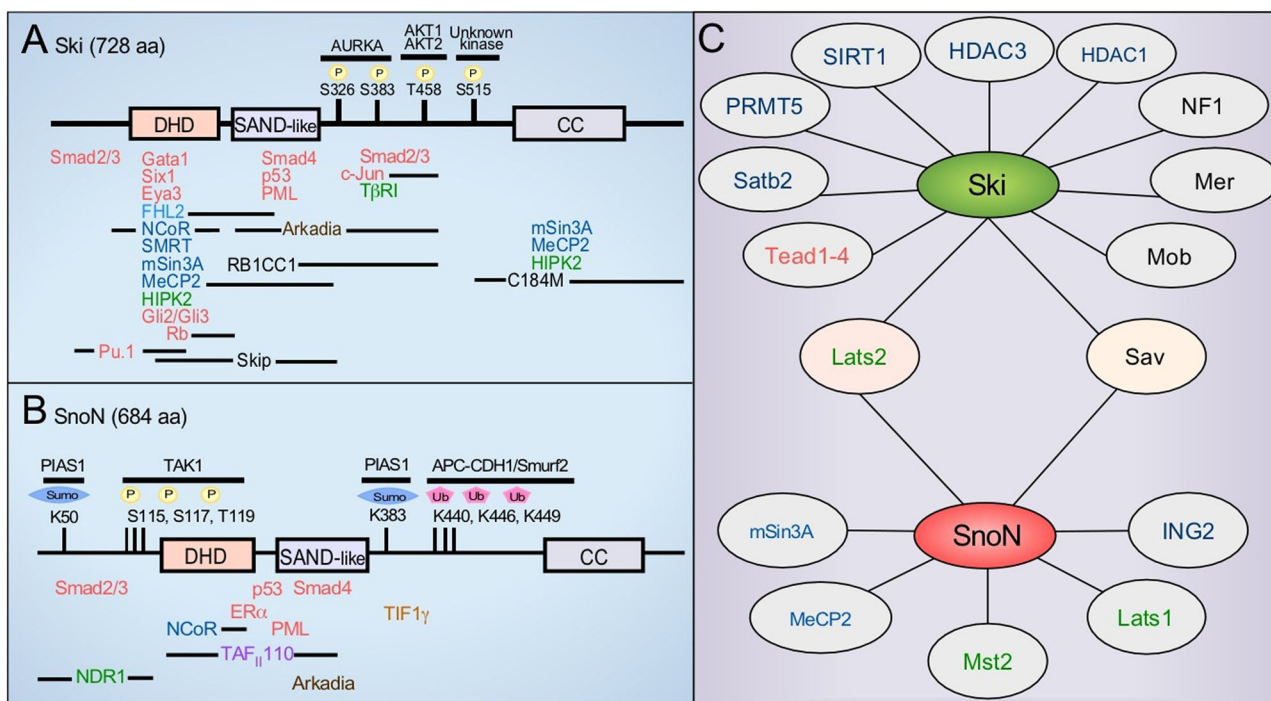 A Ski (728 aa)
AURKA
AKT1
AKT2
Unknown
kinase
P P P P
S326 S383 T458 S515
DHD SAND-like CC
Smad2/3 Gata1 Smad4 Smad2/3
Six1 p53 c-Jun
Eya3 PML TβRI
FHL2
NCoR Arkadia mSin3A
SMRT MeCP2
mSin3A RB1CC1 HIPK2
MeCP2 C184M
HIPK2
Gli2/Gli3
Rb
Pu.1
Skip
B SnoN (684 aa)
PIAS1 TAK1 PIAS1 APC-CDH1/Smurf2
Sumo P P P Sumo Ub Ub Ub
K50 S115, S117, T119 K383 K440, K446, K449
DHD SAND-like CC
Smad2/3 p53 Smad4
ERα TIF1γ
NCoR PML
TAFII110
NDR1 Arkadia
C
SIRT1 HDAC3 HDAC1
PRMT5 NF1
Satb2 Ski Mer
Tead1-4 Mob
Lats2 Sav
mSin3A SnoN ING2
MeCP2 Lats1
Mst2